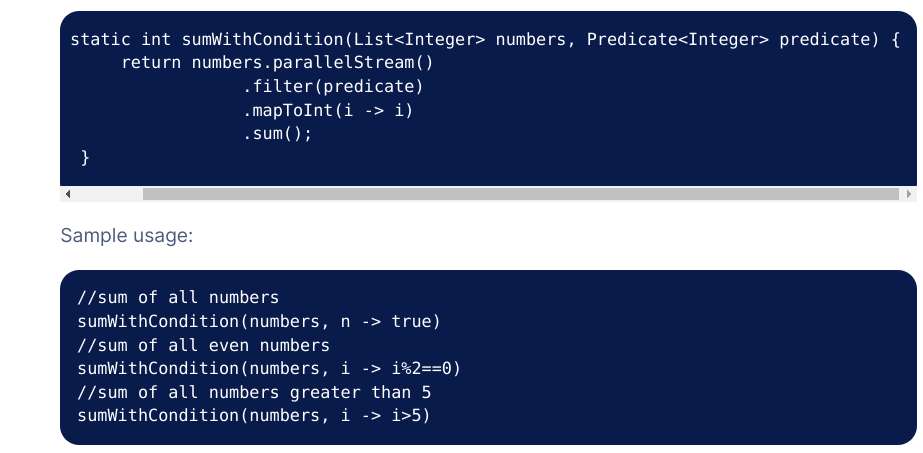 static int sumWithCondition(List<Integer> numbers, Predicate<Integer> predicate) {
     return numbers.parallelStream()
                 .filter(predicate)
                 .mapToInt(i -> i)
                 .sum();
 }
Sample usage:
//sum of all numbers
sumWithCondition(numbers, n -> true)
//sum of all even numbers
sumWithCondition(numbers, i -> i%2==0)
//sum of all numbers greater than 5
sumWithCondition(numbers, i -> i>5)